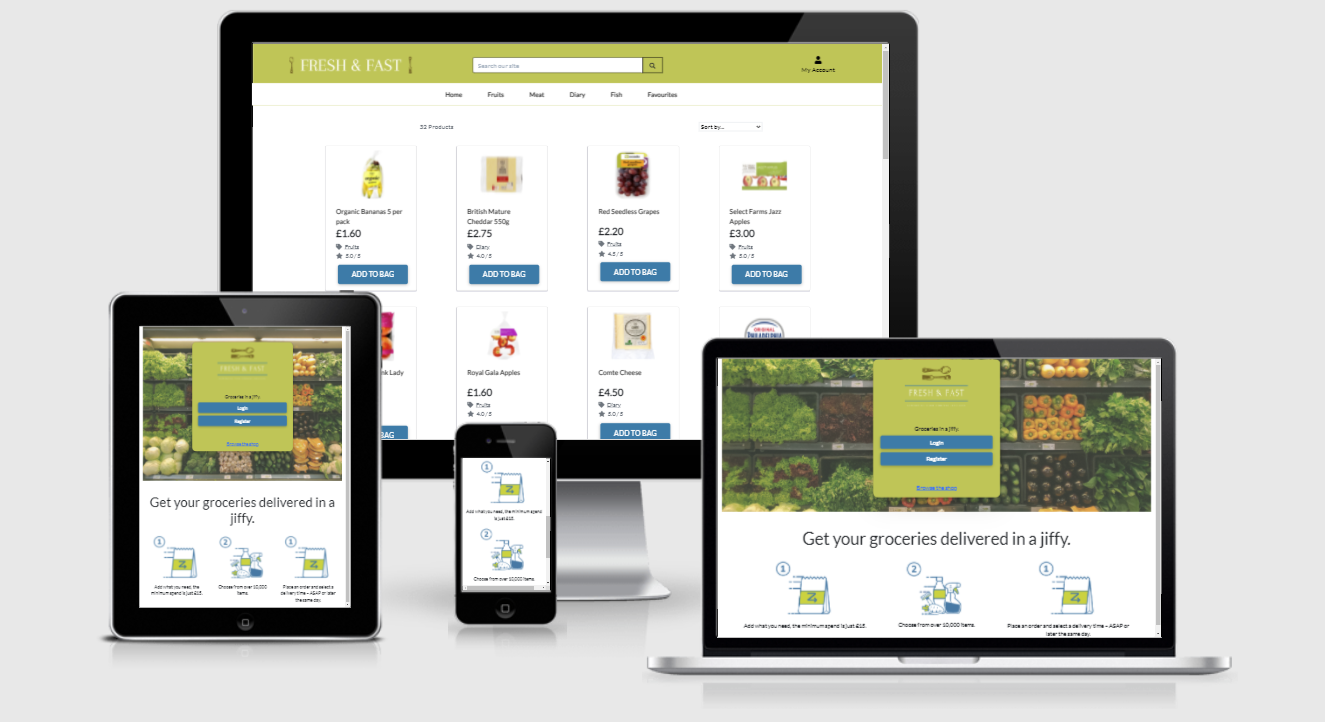 FRESH & FAST
Search our site
My Account
Home Fruits Meat Diary Fish Favourites
32 Products
Sort by...
Organic Bananas 5 per
pack
£1.60
Fruits
5.0 / 5
ADD TO BAG
British Mature
Cheddar 550g
£2.75
Diary
4.0 / 5
ADD TO BAG
Red Seedless Grapes
£2.20
Fruits
4.5 / 5
ADD TO BAG
Select Farms Jazz
Apples
£3.00
Fruits
5.0 / 5
ADD TO BAG
nk Lady
BAG
Royal Gala Apples
£1.60
Fruits
4.0 / 5
Comte Cheese
£4.50
Diary
5.0 / 5
ADD TO BAG
ORIGINAL
PHILADELPHIA
FRESH & FAST
Groceries in a jiffy.
Login
Register
Browse the shop
Get your groceries delivered in a
jiffy.
1
Add what you need, the
minimum spend is just £15.
2
Choose from over 10,000
items
1
Place an order and select a
delivery time – ASAP or later
the same day.
1
Add what you need, the minimum spend
is just £15.
2
Choose from over 10,000 items
FRESH & FAST
Groceries in a jiffy.
Login
Register
Browse the shop
Get your groceries delivered in a jiffy.
1
Add what you need, the minimum spend is just £15.
2
Choose from over 10,000 items.
1
Place an order and select a delivery time – ASAP or
later the same day.